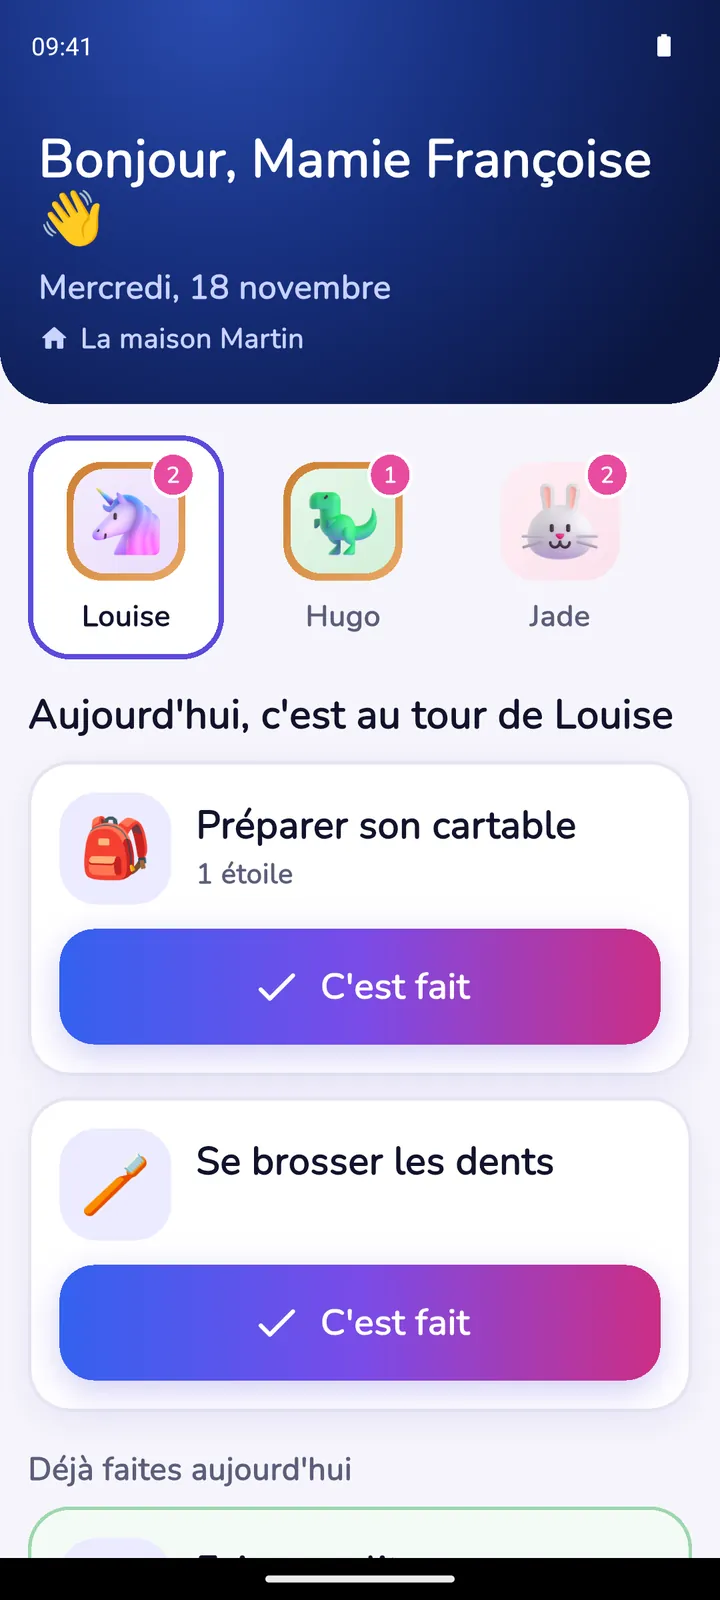 09:41
Bonjour, Mamie Françoise
👋
Mercredi, 18 novembre
La maison Martin
2
1
2
Louise
Hugo
Jade
Aujourd'hui, c'est au tour de Louise
Préparer son cartable
1 étoile
C'est fait
Se brosser les dents
C'est fait
Déjà faites aujourd'hui